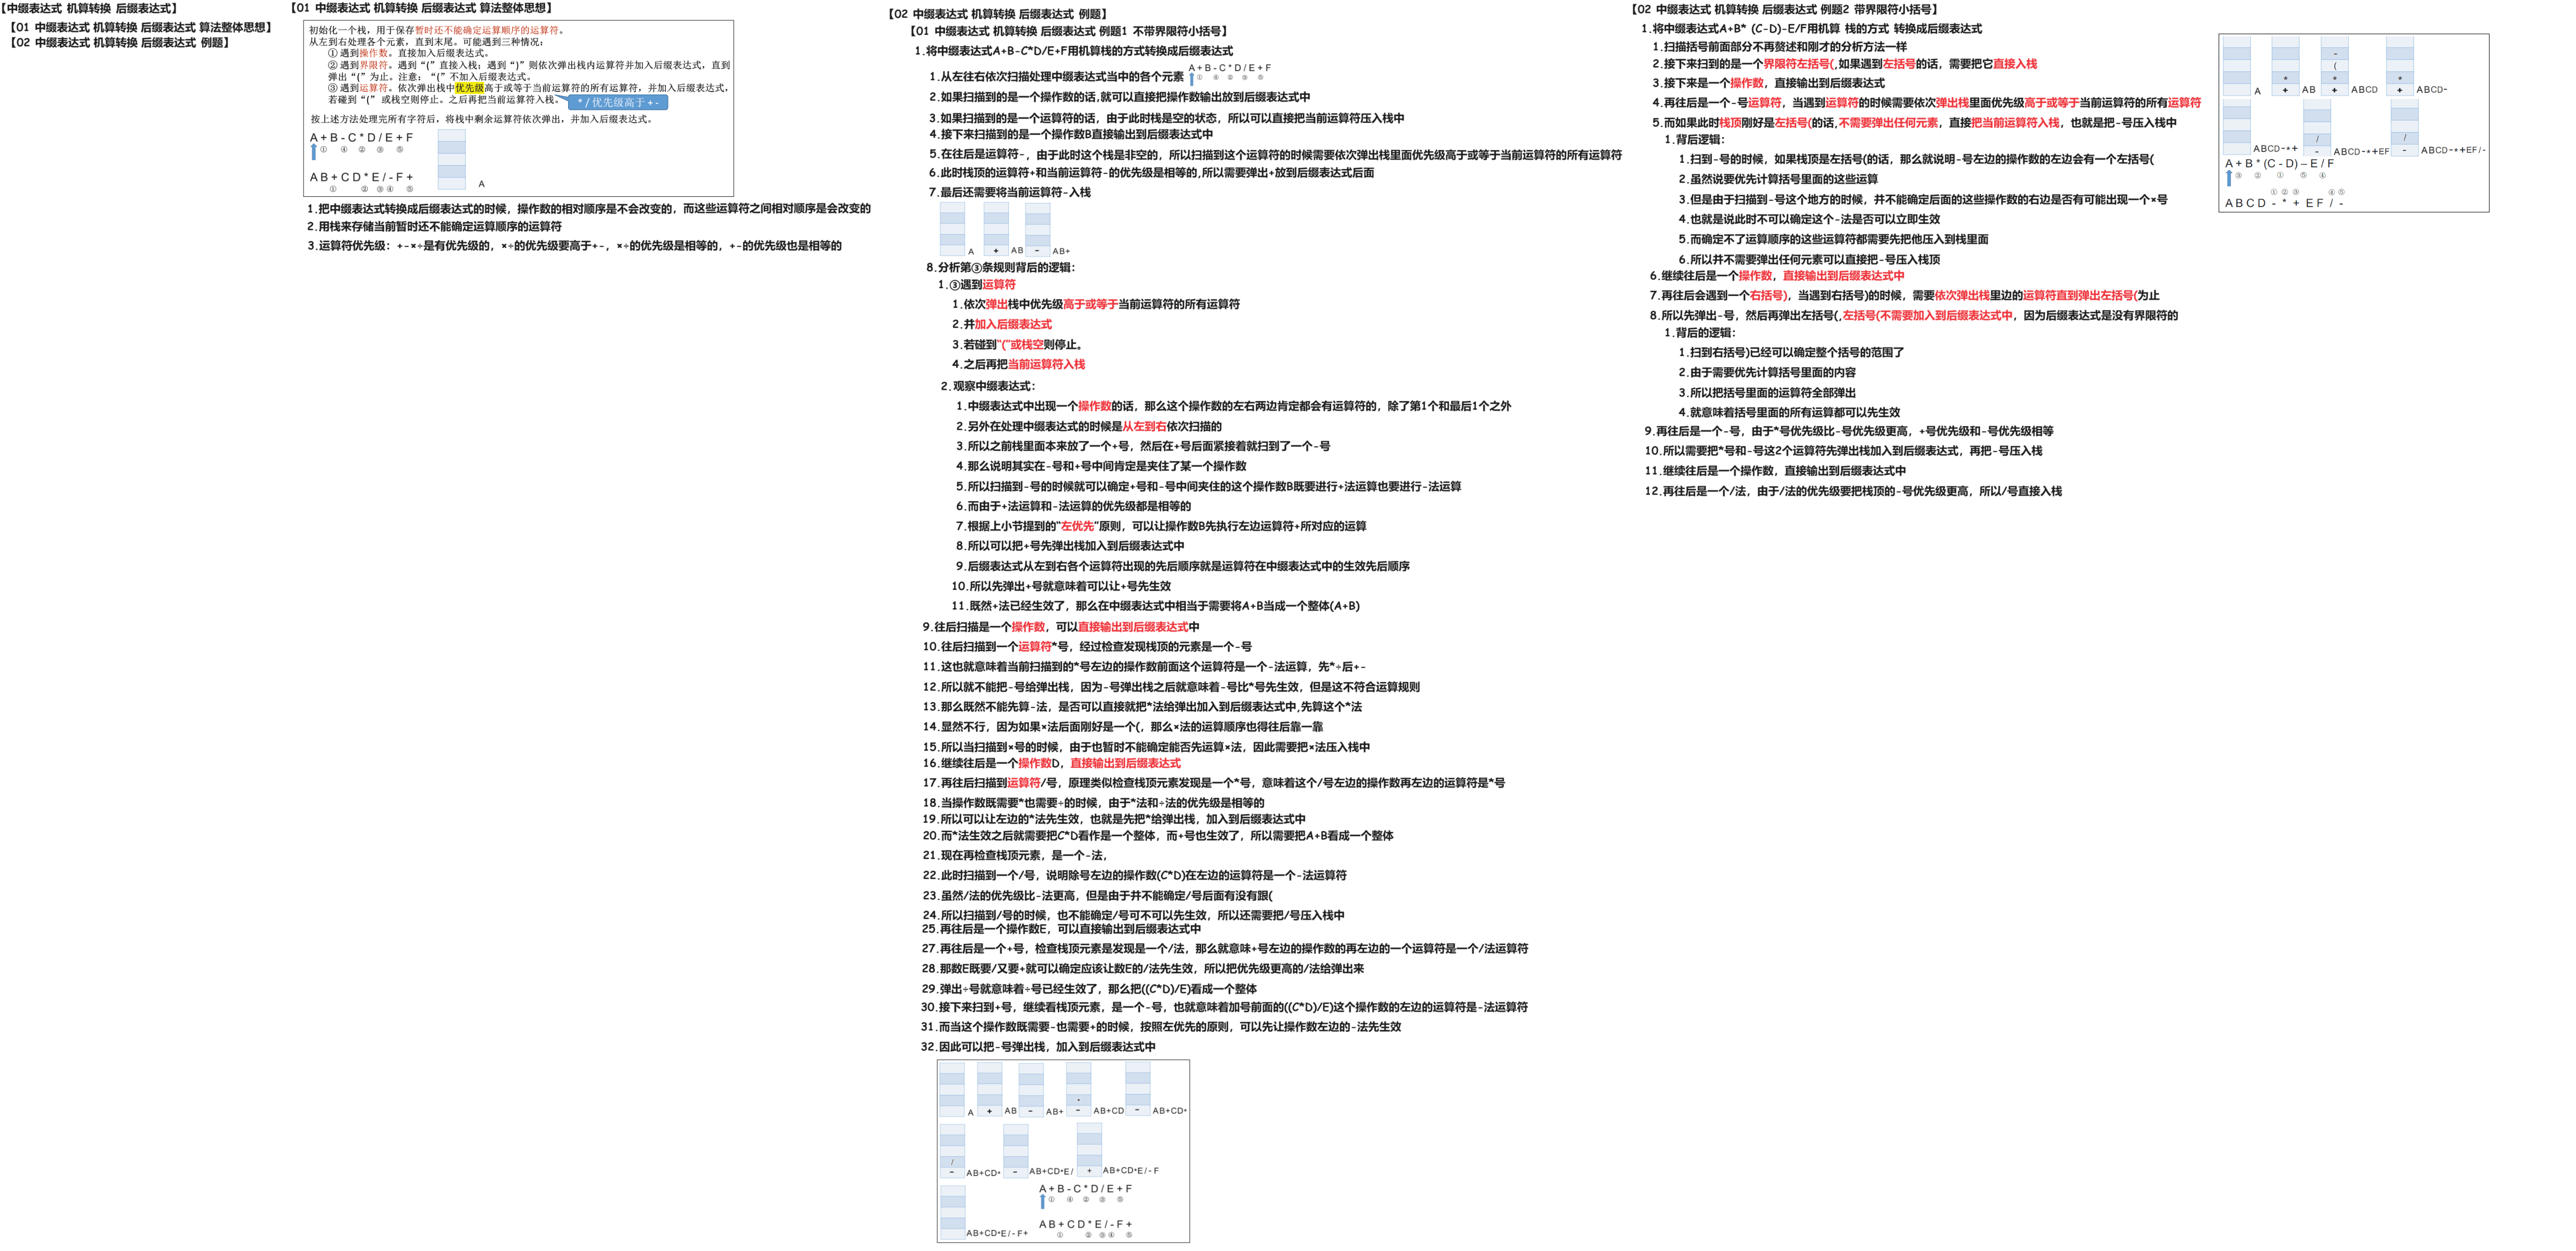 【中缀表达式 机算转换 后缀表达式】
【01 中缀表达式 机算转换 后缀表达式 算法整体思想】
【02 中缀表达式 机算转换 后缀表达式 例题】
【01 中缀表达式 机算转换 后缀表达式 算法整体思想】
初始化一个栈，用于保存暂时还不能确定运算顺序的运算符。
从左到右处理各个元素，直到末尾。可能遇到三种情况：
① 遇到操作数。直接加入后缀表达式。
② 遇到界限符。遇到“(”直接入栈；遇到“)”则依次弹出栈内运算符并加入后缀表达式，直到
弹出“(”为止。注意：“(”不加入后缀表达式。
③ 遇到运算符。依次弹出栈中优先级高于或等于当前运算符的所有运算符，并加入后缀表达式，
若碰到“(”或栈空则停止。之后再把当前运算符入栈。
* / 优先级高于 + -
按上述方法处理完所有字符后，将栈中剩余运算符依次弹出，并加入后缀表达式。
A + B - C * D / E + F
① ④ ② ③ ⑤
A B + C D * E / - F +
① ② ③ ④ ⑤
A
1.把中缀表达式转换成后缀表达式的时候，操作数的相对顺序是不会改变的，而这些运算符之间相对顺序是会改变的
2.用栈来存储当前暂时还不能确定运算顺序的运算符
3.运算符优先级：+-×÷是有优先级的，×÷的优先级要高于+-，×÷的优先级是相等的，+-的优先级也是相等的
【02 中缀表达式 机算转换 后缀表达式 例题】
【01 中缀表达式 机算转换 后缀表达式 例题1 不带界限符小括号】
1.将中缀表达式A+B-C*D/E+F用机算栈的方式转换成后缀表达式
1.从左往右依次扫描处理中缀表达式当中的各个元素
A + B - C * D / E + F
① ④ ② ③ ⑤
2.如果扫描到的是一个操作数的话,就可以直接把操作数输出放到后缀表达式中
3.如果扫描到的是一个运算符的话，由于此时栈是空的状态，所以可以直接把当前运算符压入栈中
4.接下来扫描到的是一个操作数B直接输出到后缀表达式中
5.在往后是运算符-，由于此时这个栈是非空的，所以扫描到这个运算符的时候需要依次弹出栈里面优先级高于或等于当前运算符的所有运算符
6.此时栈顶的运算符+和当前运算符-的优先级是相等的,所以需要弹出+放到后缀表达式后面
7.最后还需要将当前运算符-入栈
A + AB - AB+
8.分析第③条规则背后的逻辑：
1.③遇到运算符
1.依次弹出栈中优先级高于或等于当前运算符的所有运算符
2.并加入后缀表达式
3.若碰到“(”或栈空则停止。
4.之后再把当前运算符入栈
2.观察中缀表达式：
1.中缀表达式中出现一个操作数的话，那么这个操作数的左右两边肯定都会有运算符的，除了第1个和最后1个之外
2.另外在处理中缀表达式的时候是从左到右依次扫描的
3.所以之前栈里面本来放了一个+号，然后在+号后面紧接着就扫到了一个-号
4.那么说明其实在-号和+号中间肯定是夹住了某一个操作数
5.所以扫描到-号的时候就可以确定+号和-号中间夹住的这个操作数B既要进行+法运算也要进行-法运算
6.而由于+法运算和-法运算的优先级都是相等的
7.根据上小节提到的“左优先”原则，可以让操作数B先执行左边运算符+所对应的运算
8.所以可以把+号先弹出栈加入到后缀表达式中
9.后缀表达式从左到右各个运算符出现的先后顺序就是运算符在中缀表达式中的生效先后顺序
10.所以先弹出+号就意味着可以让+号先生效
11.既然+法已经生效了，那么在中缀表达式中相当于需要将A+B当成一个整体(A+B)
9.往后扫描是一个操作数，可以直接输出到后缀表达式中
10.往后扫描到一个运算符*号，经过检查发现栈顶的元素是一个-号
11.这也就意味着当前扫描到的*号左边的操作数前面这个运算符是一个-法运算，先*÷后+-
12.所以就不能把-号给弹出栈，因为-号弹出栈之后就意味着-号比*号先生效，但是这不符合运算规则
13.那么既然不能先算-法，是否可以直接就把*法给弹出加入到后缀表达式中,先算这个*法
14.显然不行，因为如果×法后面刚好是一个(，那么×法的运算顺序也得往后靠一靠
15.所以当扫描到×号的时候，由于也暂时不能确定能否先运算×法，因此需要把×法压入栈中
16.继续往后是一个操作数D，直接输出到后缀表达式
17.再往后扫描到运算符/号，原理类似检查栈顶元素发现是一个*号，意味着这个/号左边的操作数再左边的运算符是*号
18.当操作数既需要*也需要÷的时候，由于*法和÷法的优先级是相等的
19.所以可以让左边的*法先生效，也就是先把*给弹出栈，加入到后缀表达式中
20.而*法生效之后就需要把C*D看作是一个整体，而+号也生效了，所以需要把A+B看成一个整体
21.现在再检查栈顶元素，是一个-法，
22.此时扫描到一个/号，说明除号左边的操作数(C*D)在左边的运算符是一个-法运算符
23.虽然/法的优先级比-法更高，但是由于并不能确定/号后面有没有跟(
24.所以扫描到/号的时候，也不能确定/号可不可以先生效，所以还需要把/号压入栈中
25.再往后是一个操作数E，可以直接输出到后缀表达式中
27.再往后是一个+号，检查栈顶元素是发现是一个/法，那么就意味+号左边的操作数的再左边的一个运算符是一个/法运算符
28.那数E既要/又要+就可以确定应该让数E的/法先生效，所以把优先级更高的/法给弹出来
29.弹出÷号就意味着÷号已经生效了，那么把((C*D)/E)看成一个整体
30.接下来扫到+号，继续看栈顶元素，是一个-号，也就意味着加号前面的((C*D)/E)这个操作数的左边的运算符是-法运算符
31.而当这个操作数既需要-也需要+的时候，按照左优先的原则，可以先让操作数左边的-法先生效
32.因此可以把-号弹出栈，加入到后缀表达式中
A + AB - AB+ * - AB+CD - AB+CD*
/ - AB+CD* - AB+CD*E/ + AB+CD*E/-F
A + B - C * D / E + F
① ④ ② ③ ⑤
AB+CD*E/-F+
A B + C D * E / - F +
① ② ③ ④ ⑤
【02 中缀表达式 机算转换 后缀表达式 例题2 带界限符小括号】
1.将中缀表达式A+B* (C-D)-E/F用机算 栈的方式 转换成后缀表达式
1.扫描括号前面部分不再赘述和刚才的分析方法一样
2.接下来扫到的是一个界限符左括号(,如果遇到左括号的话，需要把它直接入栈
3.接下来是一个操作数，直接输出到后缀表达式
4.再往后是一个-号运算符，当遇到运算符的时候需要依次弹出栈里面优先级高于或等于当前运算符的所有运算符
5.而如果此时栈顶刚好是左括号(的话,不需要弹出任何元素，直接把当前运算符入栈，也就是把-号压入栈中
1.背后逻辑：
1.扫到-号的时候，如果栈顶是左括号(的话，那么就说明-号左边的操作数的左边会有一个左括号(
2.虽然说要优先计算括号里面的这些运算
3.但是由于扫描到-号这个地方的时候，并不能确定后面的这些操作数的右边是否有可能出现一个×号
4.也就是说此时不可以确定这个-法是否可以立即生效
5.而确定不了运算顺序的这些运算符都需要先把他压入到栈里面
6.所以并不需要弹出任何元素可以直接把-号压入栈顶
6.继续往后是一个操作数，直接输出到后缀表达式中
7.再往后会遇到一个右括号)，当遇到右括号)的时候，需要依次弹出栈里边的运算符直到弹出左括号(为止
8.所以先弹出-号，然后再弹出左括号(,左括号(不需要加入到后缀表达式中，因为后缀表达式是没有界限符的
1.背后的逻辑：
1.扫到右括号)已经可以确定整个括号的范围了
2.由于需要优先计算括号里面的内容
3.所以把括号里面的运算符全部弹出
4.就意味着括号里面的所有运算都可以先生效
9.再往后是一个-号，由于*号优先级比-号优先级更高，+号优先级和-号优先级相等
10.所以需要把*号和-号这2个运算符先弹出栈加入到后缀表达式，再把-号压入栈
11.继续往后是一个操作数，直接输出到后缀表达式中
12.再往后是一个/法，由于/法的优先级要把栈顶的-号优先级更高，所以/号直接入栈
-
(
* * *
A + AB + ABCD + ABCD-
/ /
ABCD-*+ - ABCD-*+EF - ABCD-*+EF/-
A + B * (C - D) – E / F
③ ② ① ⑤ ④
① ② ③ ④ ⑤
A B C D - * + E F / -